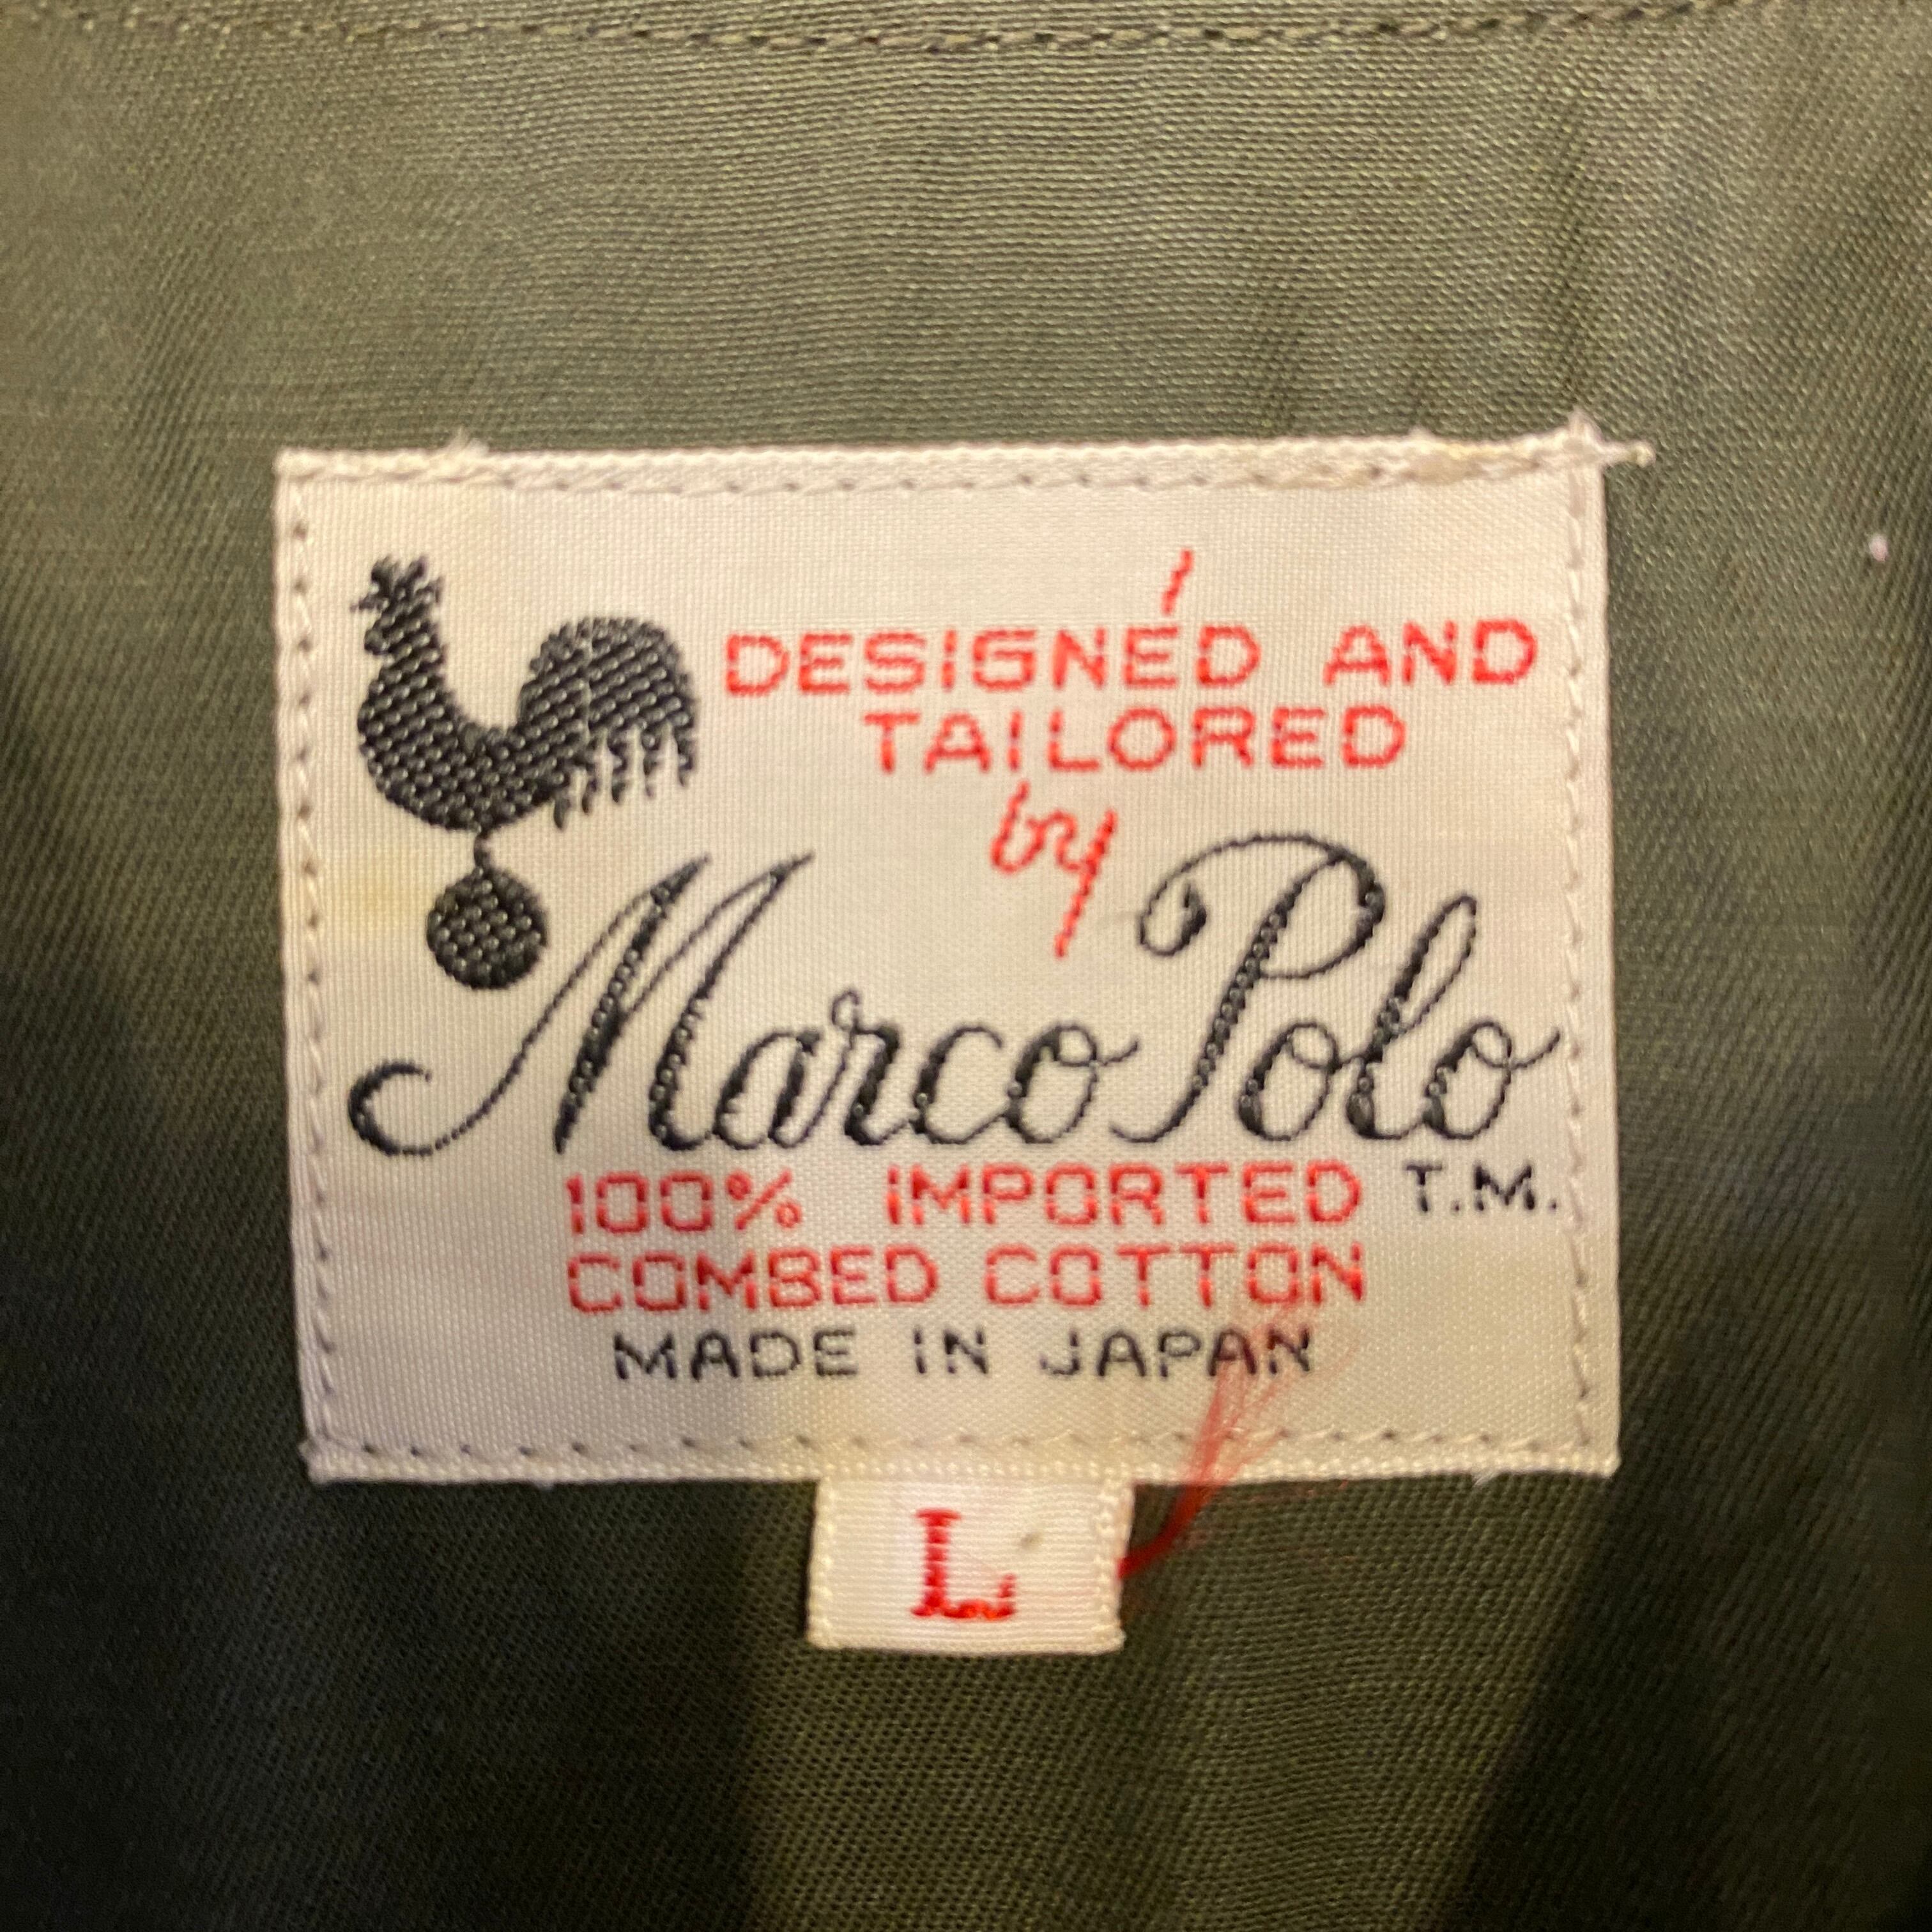 DESIGNED AND
TAILORED
by
Marco Polo
T.M.
100% IMPORTED
COMBED COTTON
MADE IN JAPAN
L